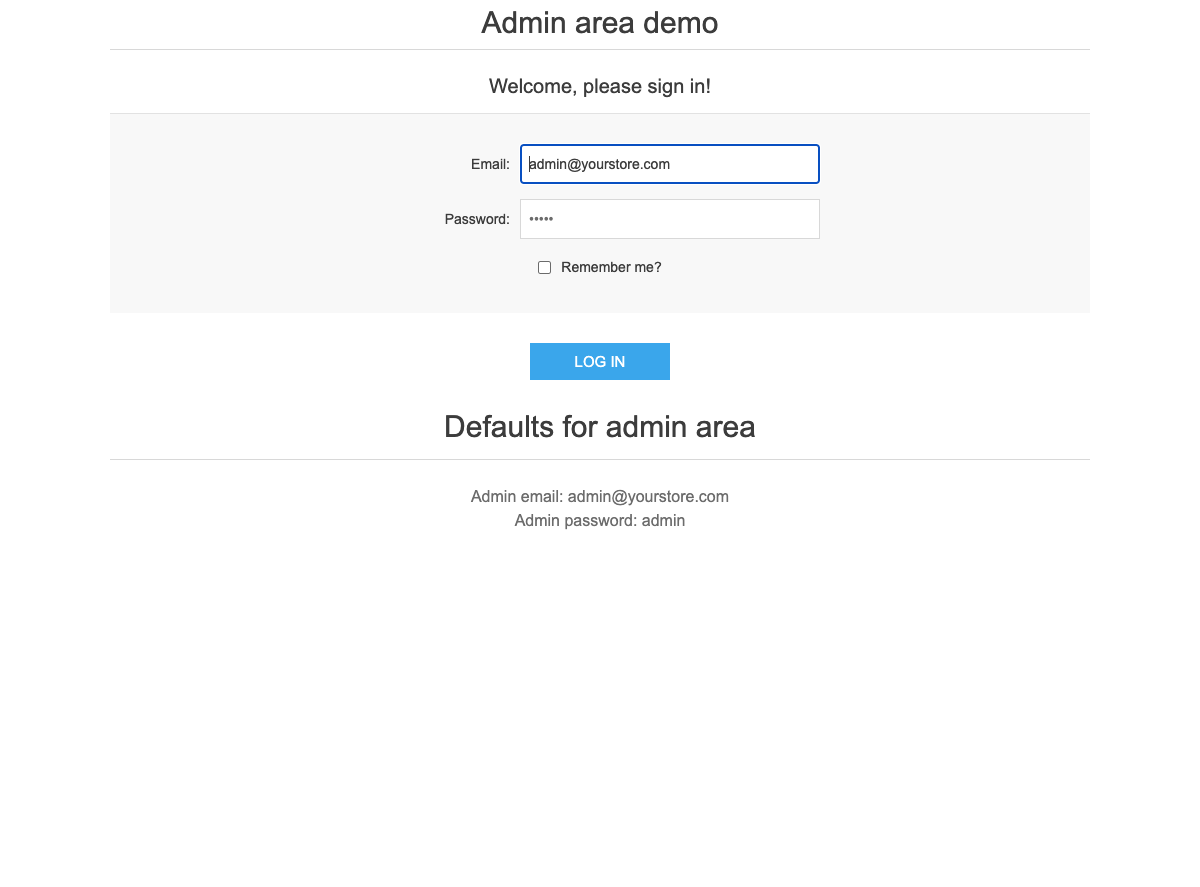 Admin area demo
Welcome, please sign in!
Email: admin@yourstore.com
Password: •••••
Remember me?
LOG IN
Defaults for admin area
Admin email: admin@yourstore.com
Admin password: admin